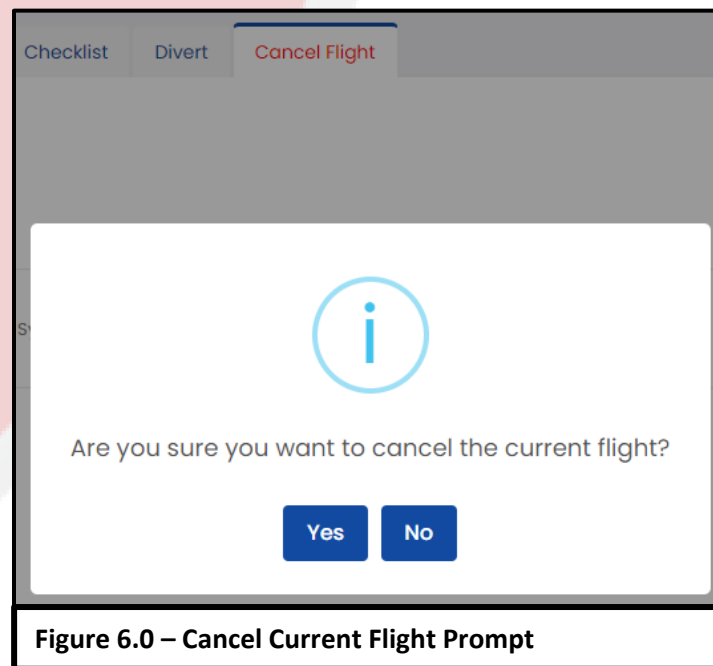 Checklist Divert Cancel Flight
i
Are you sure you want to cancel the current flight?
Yes No
Figure 6.0 – Cancel Current Flight Prompt